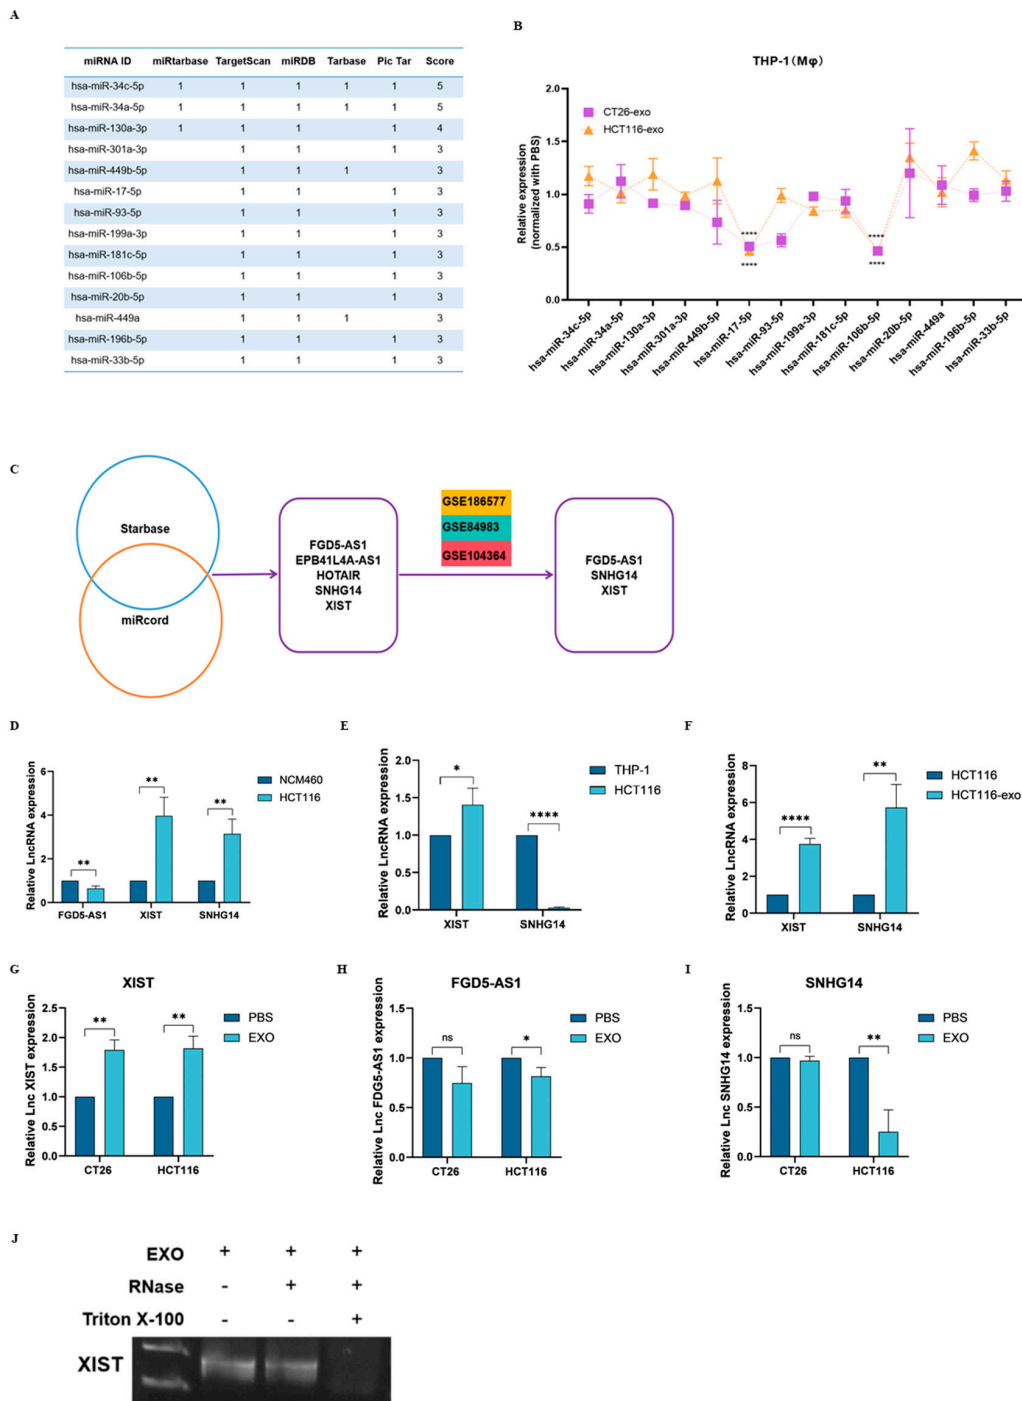 A
miRNA ID miRtarbase TargetScan miRDB Tarbase Pic Tar Score
hsa-miR-34c-5p 1 1 1 1 1 5
hsa-miR-34a-5p 1 1 1 1 1 5
hsa-miR-130a-3p 1 1 1 1 4
hsa-miR-301a-3p 1 1 1 3
hsa-miR-449b-5p 1 1 1 3
hsa-miR-17-5p 1 1 1 3
hsa-miR-93-5p 1 1 1 3
hsa-miR-199a-3p 1 1 1 3
hsa-miR-181c-5p 1 1 1 3
hsa-miR-106b-5p 1 1 1 3
hsa-miR-20b-5p 1 1 1 3
hsa-miR-449a 1 1 1 3
hsa-miR-196b-5p 1 1 1 3
hsa-miR-33b-5p 1 1 1 3
B
THP-1(Mφ)
Relative expression
(normalized with PBS)
2.0
1.5
1.0
0.5
0.0
CT26-exo
HCT116-exo
****
****
****
****
hsa-miR-34c-5p
hsa-miR-34a-5p
hsa-miR-130a-3p
hsa-miR-301a-3p
hsa-miR-449b-5p
hsa-miR-17-5p
hsa-miR-93-5p
hsa-miR-199a-3p
hsa-miR-181c-5p
hsa-miR-106b-5p
hsa-miR-20b-5p
hsa-miR-449a
hsa-miR-196b-5p
hsa-miR-33b-5p
C
Starbase
miRcord
FGD5-AS1
EPB41L4A-AS1
HOTAIR
SNHG14
XIST
GSE186577
GSE84983
GSE104364
FGD5-AS1
SNHG14
XIST
D
Relative LncRNA expression
6
4
2
0
**
**
**
NCM460
HCT116
FGD5-AS1 XIST SNHG14
E
Relative LncRNA expression
2.0
1.5
1.0
0.5
0.0
*
****
THP-1
HCT116
XIST SNHG14
F
Relative LncRNA expression
8
6
4
2
0
****
**
HCT116
HCT116-exo
XIST SNHG14
G
XIST
Relative Lnc XIST expression
2.5
2.0
1.5
1.0
0.5
0.0
**
**
PBS
EXO
CT26 HCT116
H
FGD5-AS1
Relative Lnc FDG5-AS1 expression
1.5
1.0
0.5
0.0
ns
*
PBS
EXO
CT26 HCT116
I
SNHG14
Relative Lnc SNHG14 expression
1.5
1.0
0.5
0.0
ns
**
PBS
EXO
CT26 HCT116
J
EXO + + +
RNase - + +
Triton X-100 - - +
XIST